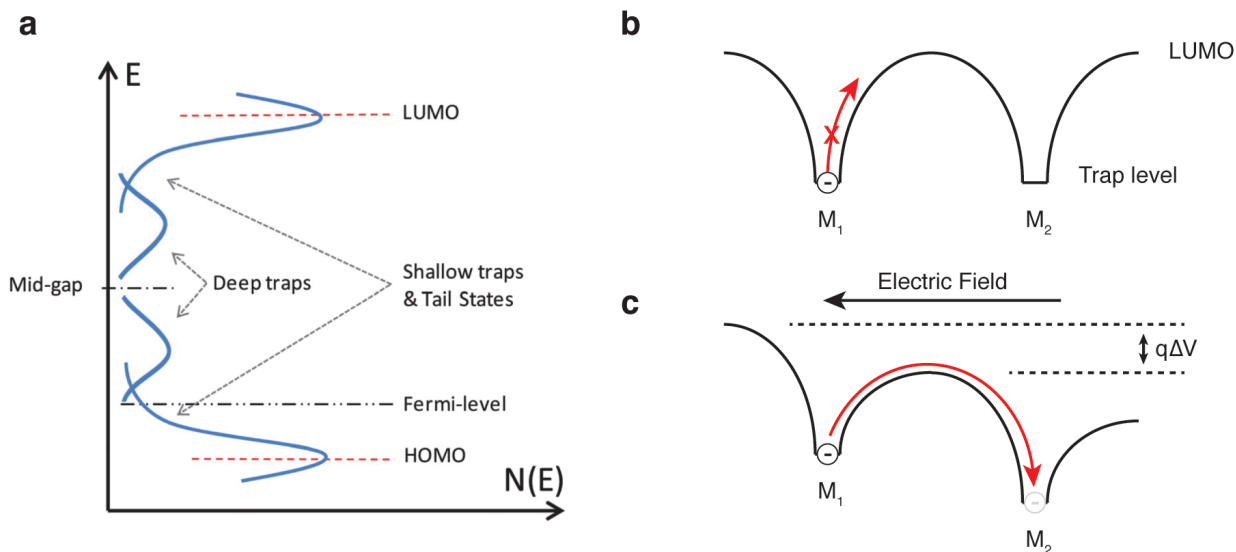 a
E
LUMO
Mid-gap
Deep traps
Shallow traps
& Tail States
Fermi-level
HOMO
N(E)
b
LUMO
x
-
Trap level
M1
M2
c
Electric Field
qΔV
-
M1
-
M2